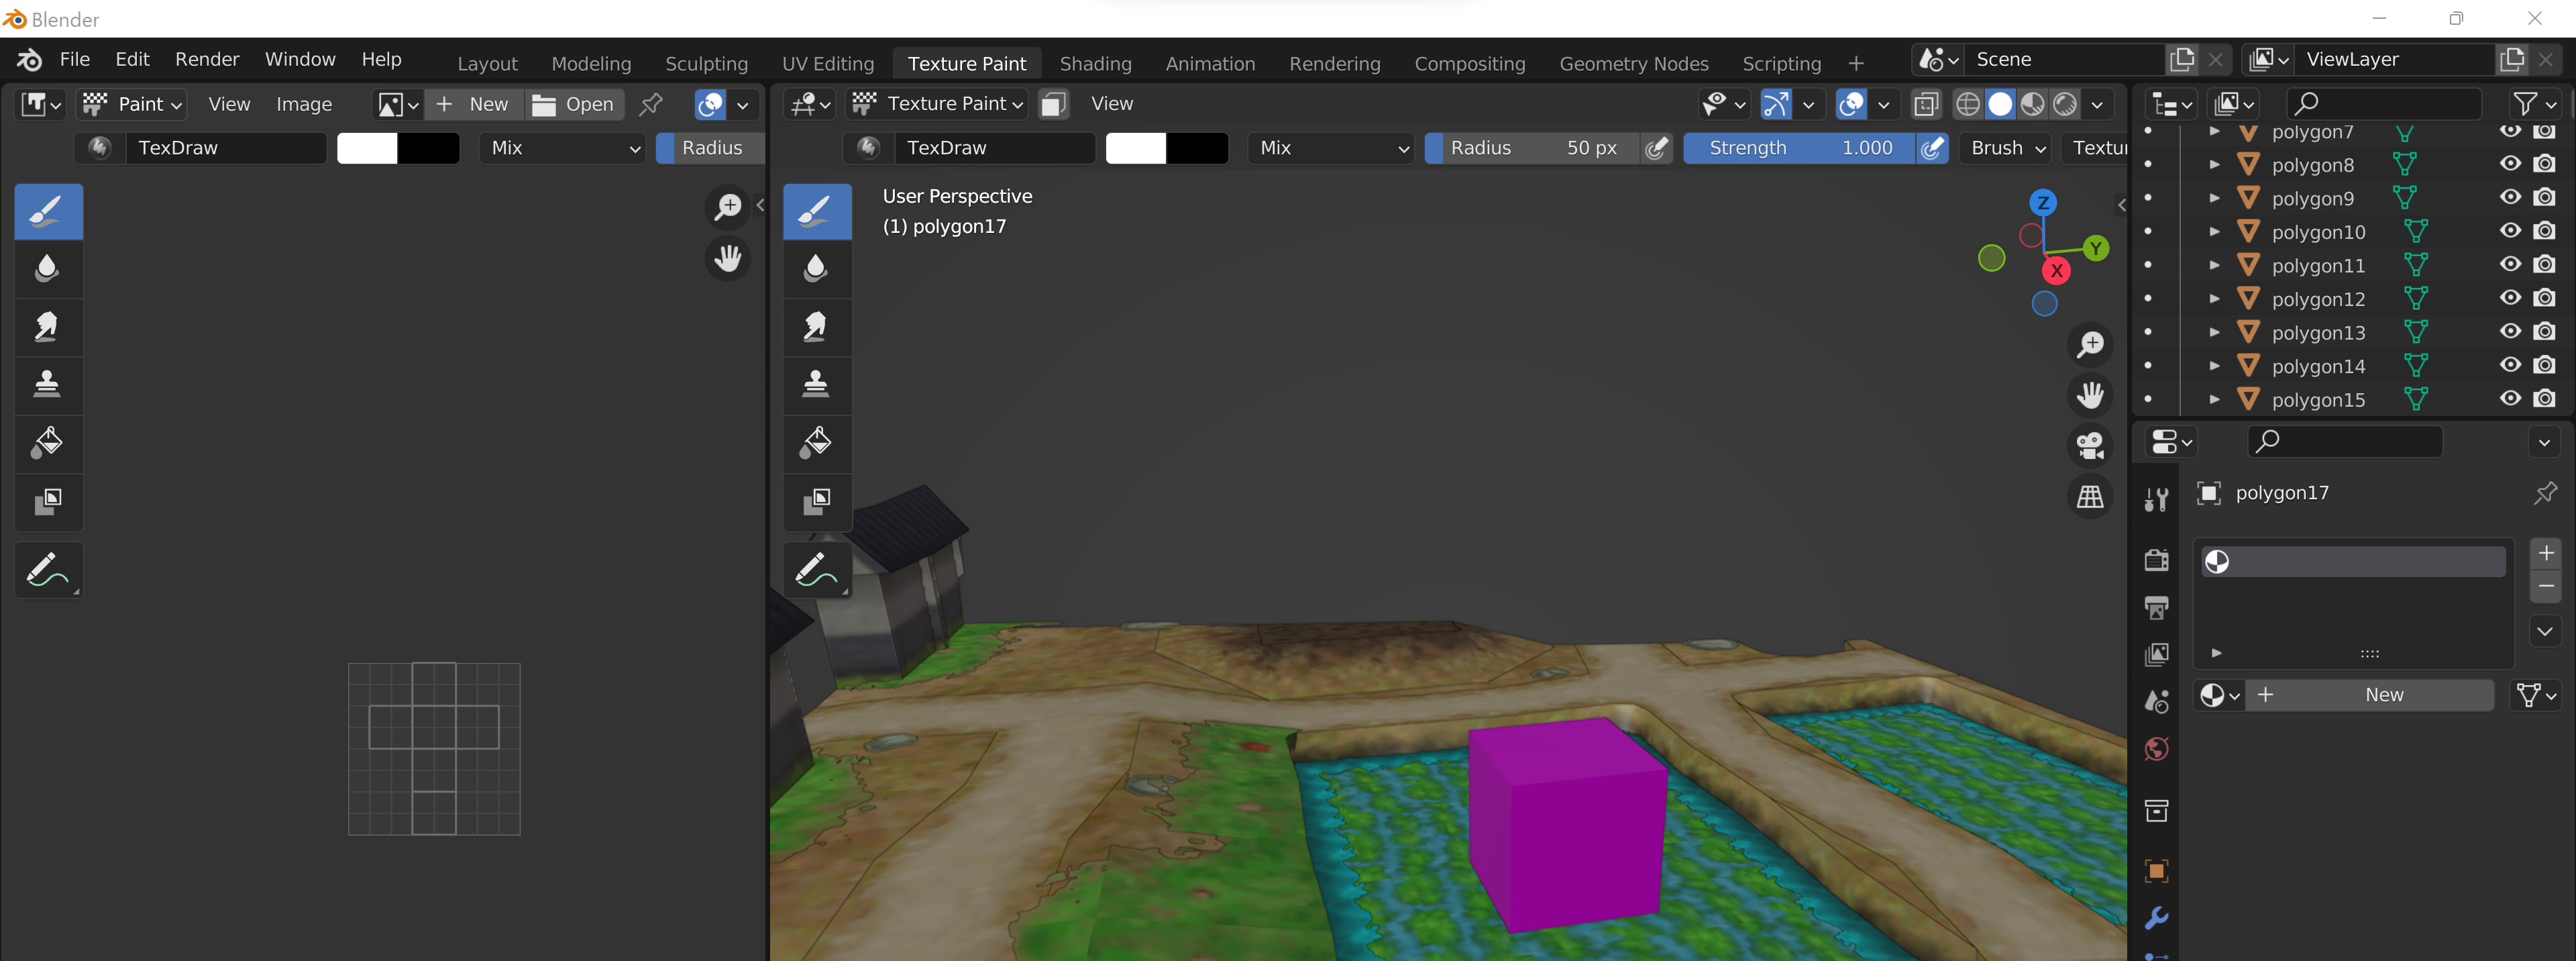 Blender
File Edit Render Window Help Layout Modeling Sculpting UV Editing Texture Paint Shading Animation Rendering Compositing Geometry Nodes Scripting + Scene ViewLayer
Paint View Image + New Open Texture Paint View
TexDraw Mix Radius TexDraw Mix Radius 50 px Strength 1.000 Brush Textur
User Perspective
(1) polygon17
Z
Y
X
polygon7
polygon8
polygon9
polygon10
polygon11
polygon12
polygon13
polygon14
polygon15
polygon17
+ New